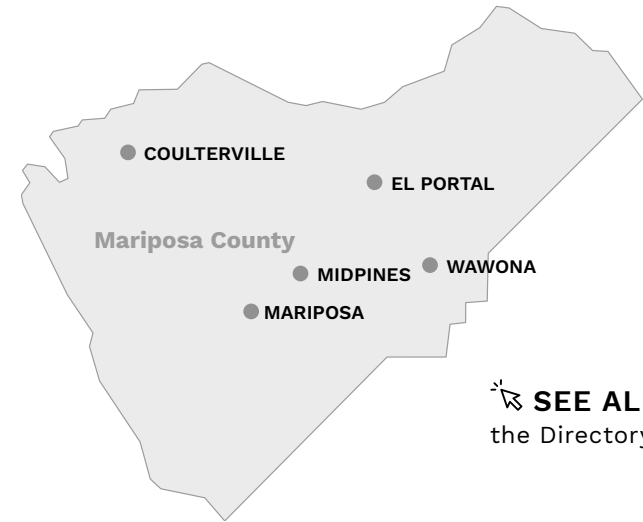 COULTERVILLE
EL PORTAL
Mariposa County
WAWONA
MIDPINES
MARIPOSA
SEE AL
the Directory